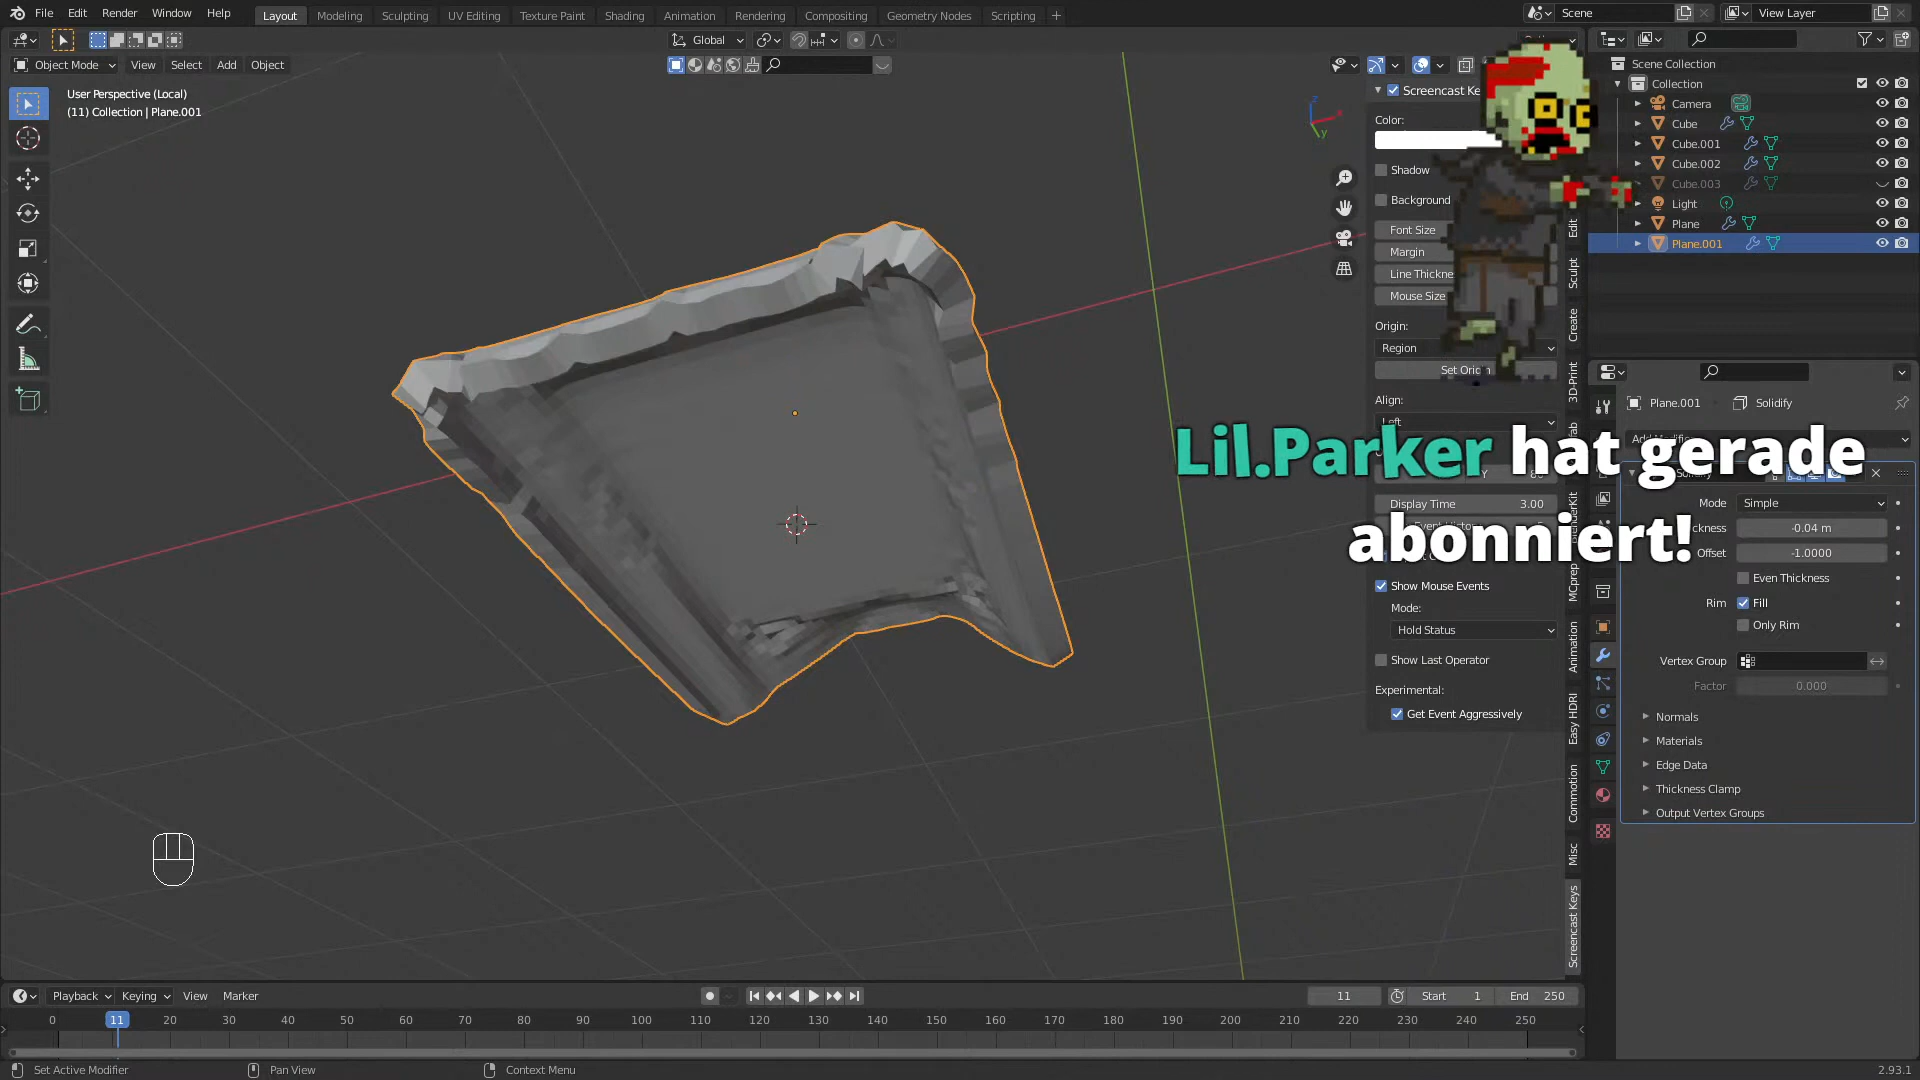 File Edit Render Window Help
Layout Modeling Sculpting UV Editing Texture Paint Shading Animation Rendering Compositing Geometry Nodes Scripting +
Scene
View Layer
Global
Object Mode View Select Add Object
User Perspective (Local)
(11) Collection | Plane.001
Z
X
Y
Color:
Shadow
Background
Font Size
Margin
Mouse Size
Origin:
Region
Set Origin
Align:
Left
Display Time 3.00
Show Mouse Events
Mode:
Hold Status
Show Last Operator
Experimental:
Get Event Aggressively
Edit
Sculpt
Create
3D-Print
MCprep
Animation
Easy HDRI
Commotion
Misc
Screencast Keys
Lil.Parker hat gerade
abonniert!
Scene Collection
Collection
Camera
Cube
Cube.001
Cube.002
Cube.003
Light
Plane
Plane.001
Plane.001 Solidify
Mode Simple
-0.04 m
Offset -1.0000
Even Thickness
Rim Fill
Only Rim
Vertex Group
Factor 0.000
Normals
Materials
Edge Data
Thickness Clamp
Output Vertex Groups
Playback Keying View Marker
11 Start 1 End 250
0 11 20 30 40 50 60 70 80 90 100 110 120 130 140 150 160 170 180 190 200 210 220 230 240 250
Set Active Modifier Pan View Context Menu 2.93.1